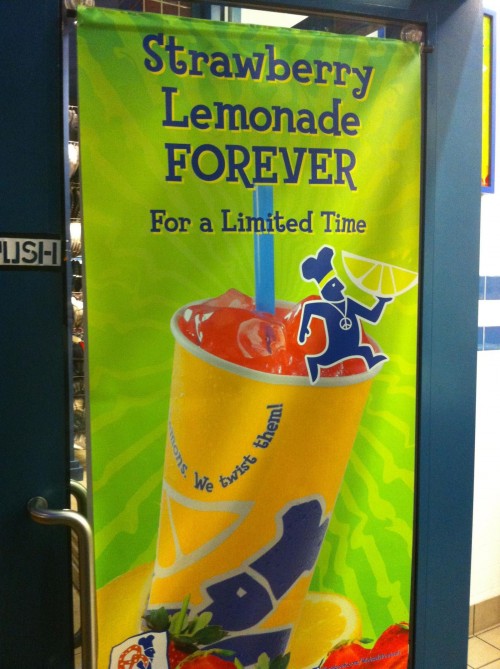 Strawberry
Lemonade
FOREVER
For a Limited Time
PUSH
We twist them!